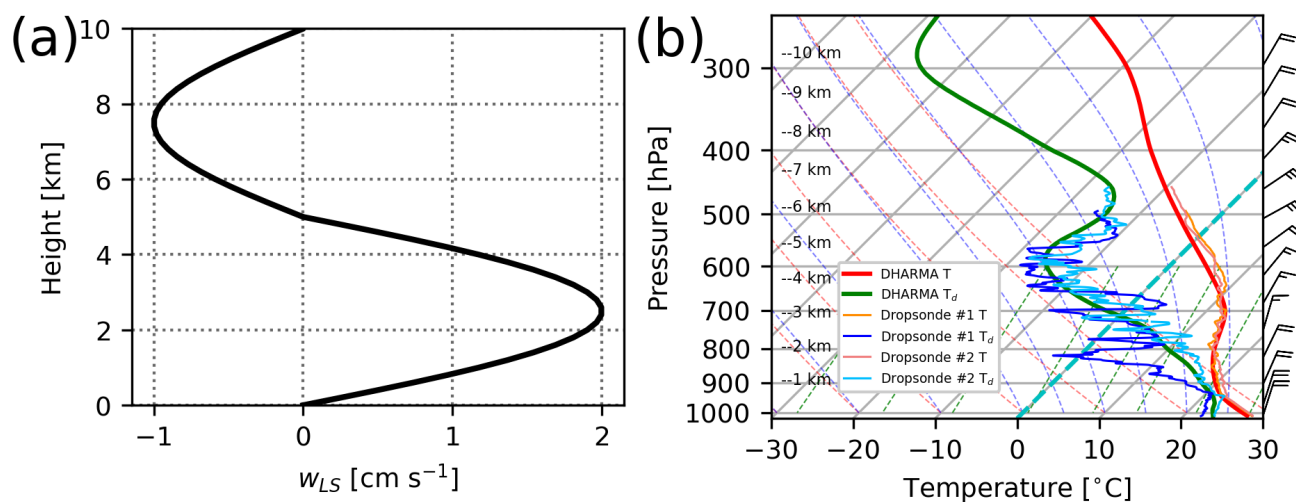 (a)
Height [km]
10
8
6
4
2
0
−1
0
1
2
w_LS [cm s⁻¹]
(b)
Pressure [hPa]
300
400
500
600
700
800
900
1000
--10 km
--9 km
--8 km
--7 km
--6 km
--5 km
--4 km
--3 km
--2 km
--1 km
DHARMA T
DHARMA T_d
Dropsonde #1 T
Dropsonde #1 T_d
Dropsonde #2 T
Dropsonde #2 T_d
−30
−20
−10
0
10
20
30
Temperature [°C]